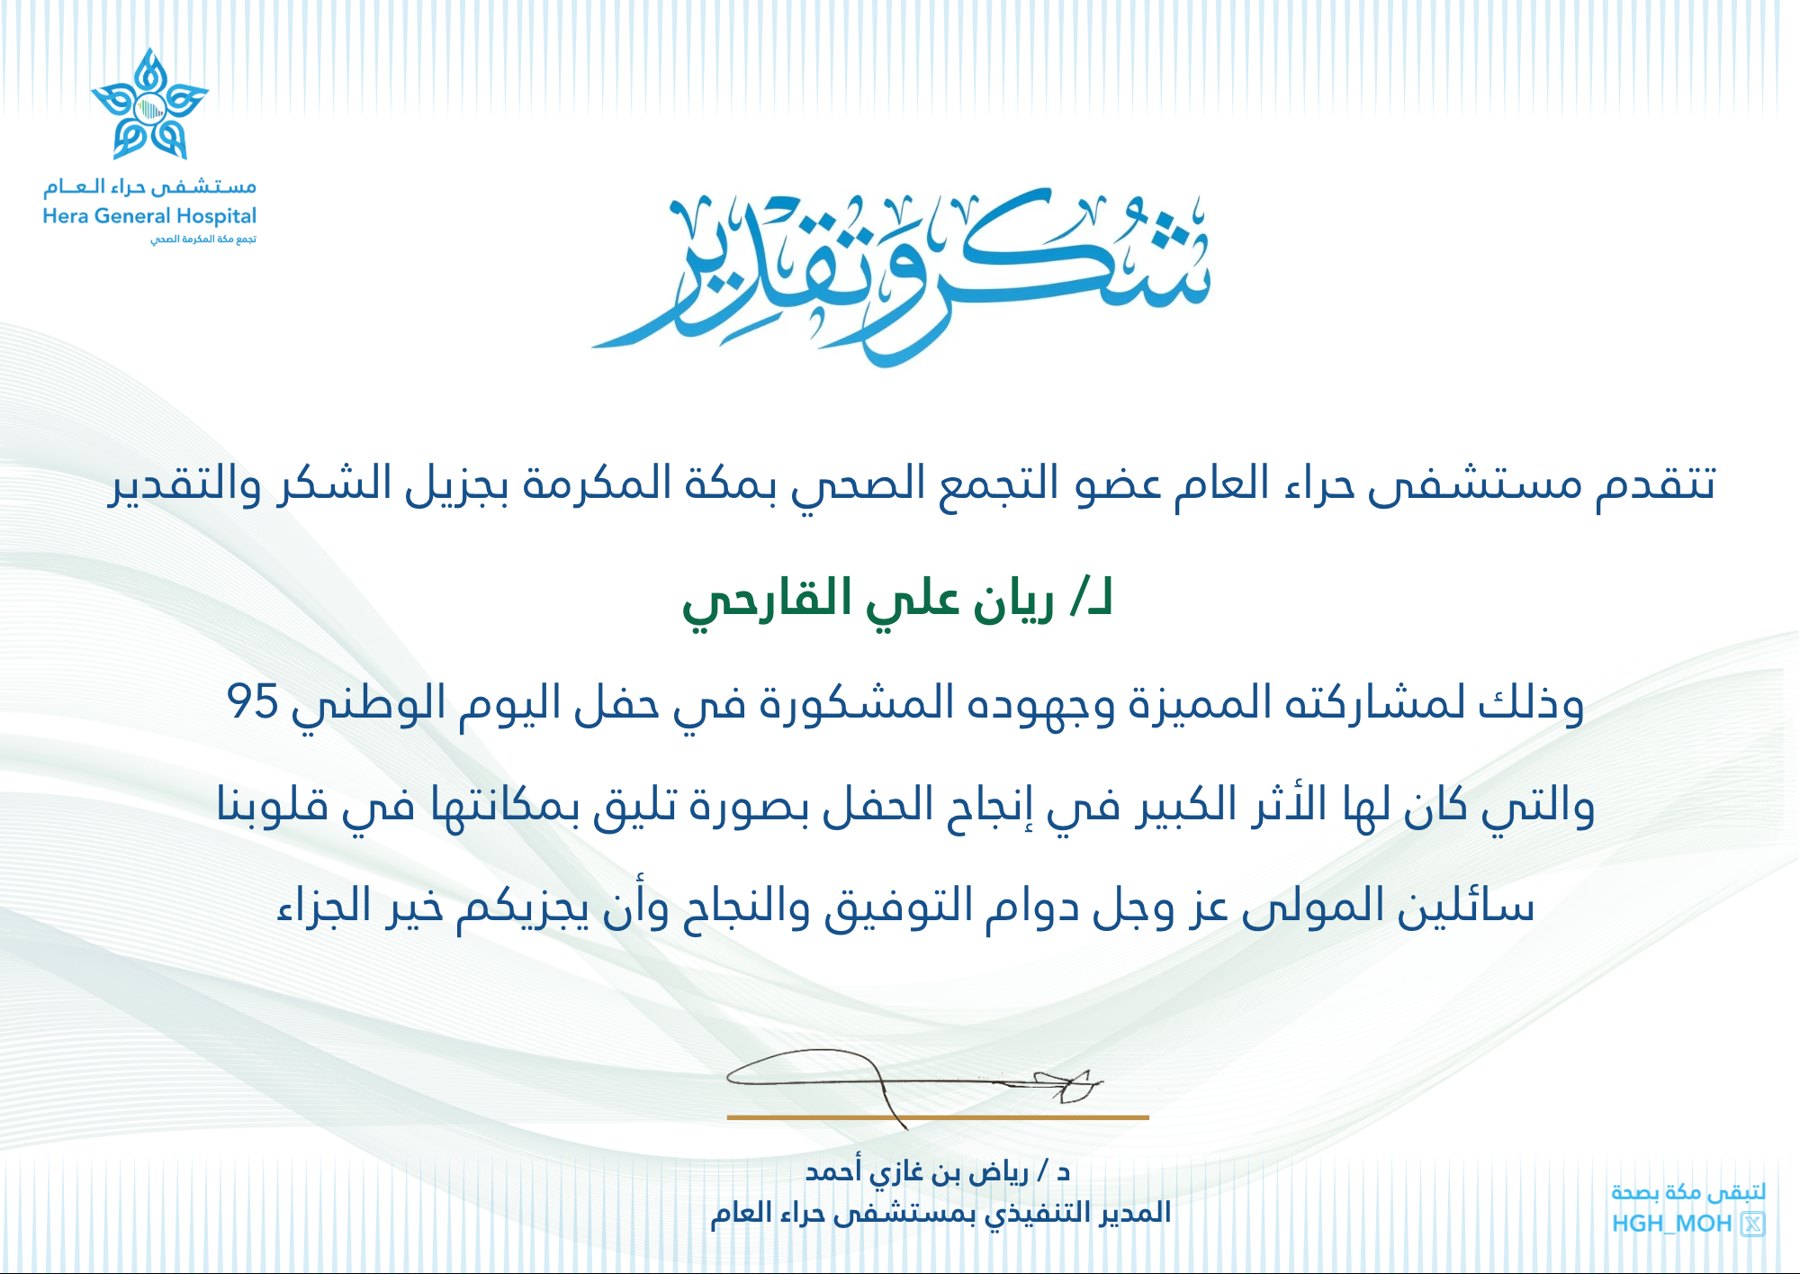 مستشفى حراء العام
Hera General Hospital
تجمع مكة المكرمة الصحي
شُكر وَتقدِير
تتقدم مستشفى حراء العام عضو التجمع الصحي بمكة المكرمة بجزيل الشكر والتقدير
لـ/ ريان علي القارحي
وذلك لمشاركته المميزة وجهوده المشكورة في حفل اليوم الوطني 95
والتي كان لها الأثر الكبير في إنجاح الحفل بصورة تليق بمكانتها في قلوبنا
سائلين المولى عز وجل دوام التوفيق والنجاح وأن يجزيكم خير الجزاء
د / رياض بن غازي أحمد
المدير التنفيذي بمستشفى حراء العام
لتبقى مكة بصحة
HGH_MOH X